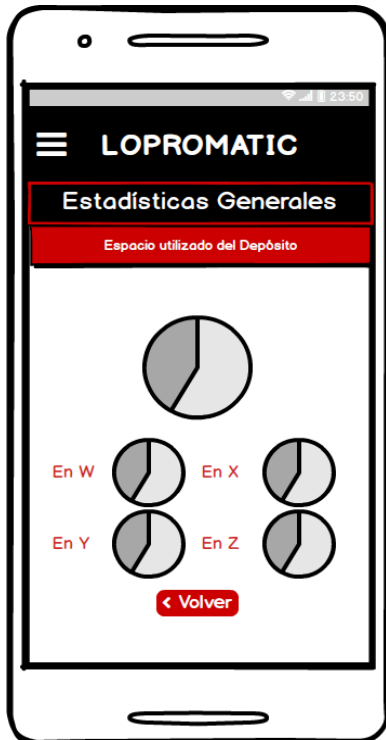 23:50
LOPROMATIC
Estadísticas Generales
Espacio utilizado del Depósito
En W
En X
En Y
En Z
< Volver